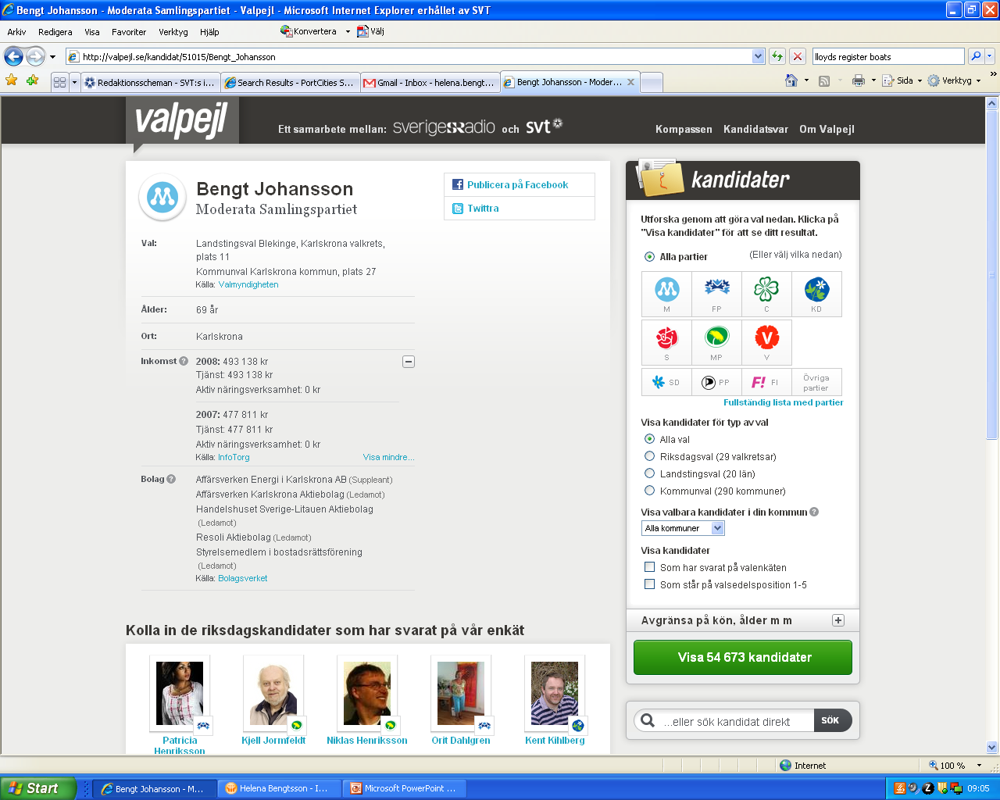 Bengt Johansson - Moderata Samlingspartiet - Valpejl - Microsoft Internet Explorer erhållet av SVT
Arkiv Redigera Visa Favoriter Verktyg Hjälp Konvertera Välj
http://valpejl.se/kandidat/51015/Bengt_Johansson
lloyds register boats
Redaktionsscheman - SVT:s i...
Search Results - PortCities S...
Gmail - Inbox - helena.bengt...
Bengt Johansson - Moder...
Sida Verktyg
valpejl
Ett samarbete mellan: sverigesradio och svt
Kompassen Kandidatsvar Om Valpejl
Bengt Johansson
Moderata Samlingspartiet
Publicera på Facebook
Twittra
Val: Landstingsval Blekinge, Karlskrona valkrets,
plats 11
Kommunval Karlskrona kommun, plats 27
Källa: Valmyndigheten
Ålder: 69 år
Ort: Karlskrona
Inkomst ? 2008: 493 138 kr
Tjänst: 493 138 kr
Aktiv näringsverksamhet: 0 kr
2007: 477 811 kr
Tjänst: 477 811 kr
Aktiv näringsverksamhet: 0 kr
Källa: InfoTorg Visa mindre...
Bolag ? Affärsverken Energi i Karlskrona AB (Suppleant)
Affärsverken Karlskrona Aktiebolag (Ledamot)
Handelshuset Sverige-Litauen Aktiebolag
(Ledamot)
Resoli Aktiebolag (Ledamot)
Styrelsemedlem i bostadsrättsförening
(Ledamot)
Källa: Bolagsverket
Kolla in de riksdagskandidater som har svarat på vår enkät
Patricia
Henriksson
Kjell Jormfeldt
Niklas Henriksson
Orit Dahlgren
Kent Kihlberg
kandidater
Utforska genom att göra val nedan. Klicka på
"Visa kandidater" för att se ditt resultat.
Alla partier (Eller välj vilka nedan)
M FP C KD
S MP V
SD PP F! FI Övriga
partier
Fullständig lista med partier
Visa kandidater för typ av val
Alla val
Riksdagsval (29 valkretsar)
Landstingsval (20 län)
Kommunval (290 kommuner)
Visa valbara kandidater i din kommun ?
Alla kommuner
Visa kandidater
Som har svarat på valenkäten
Som står på valsedelsposition 1-5
Avgränsa på kön, ålder m m
Visa 54 673 kandidater
...eller sök kandidat direkt SÖK
Internet 100 %
Start
Bengt Johansson - M...
Helena Bengtsson - I...
Microsoft PowerPoint ...
09:05